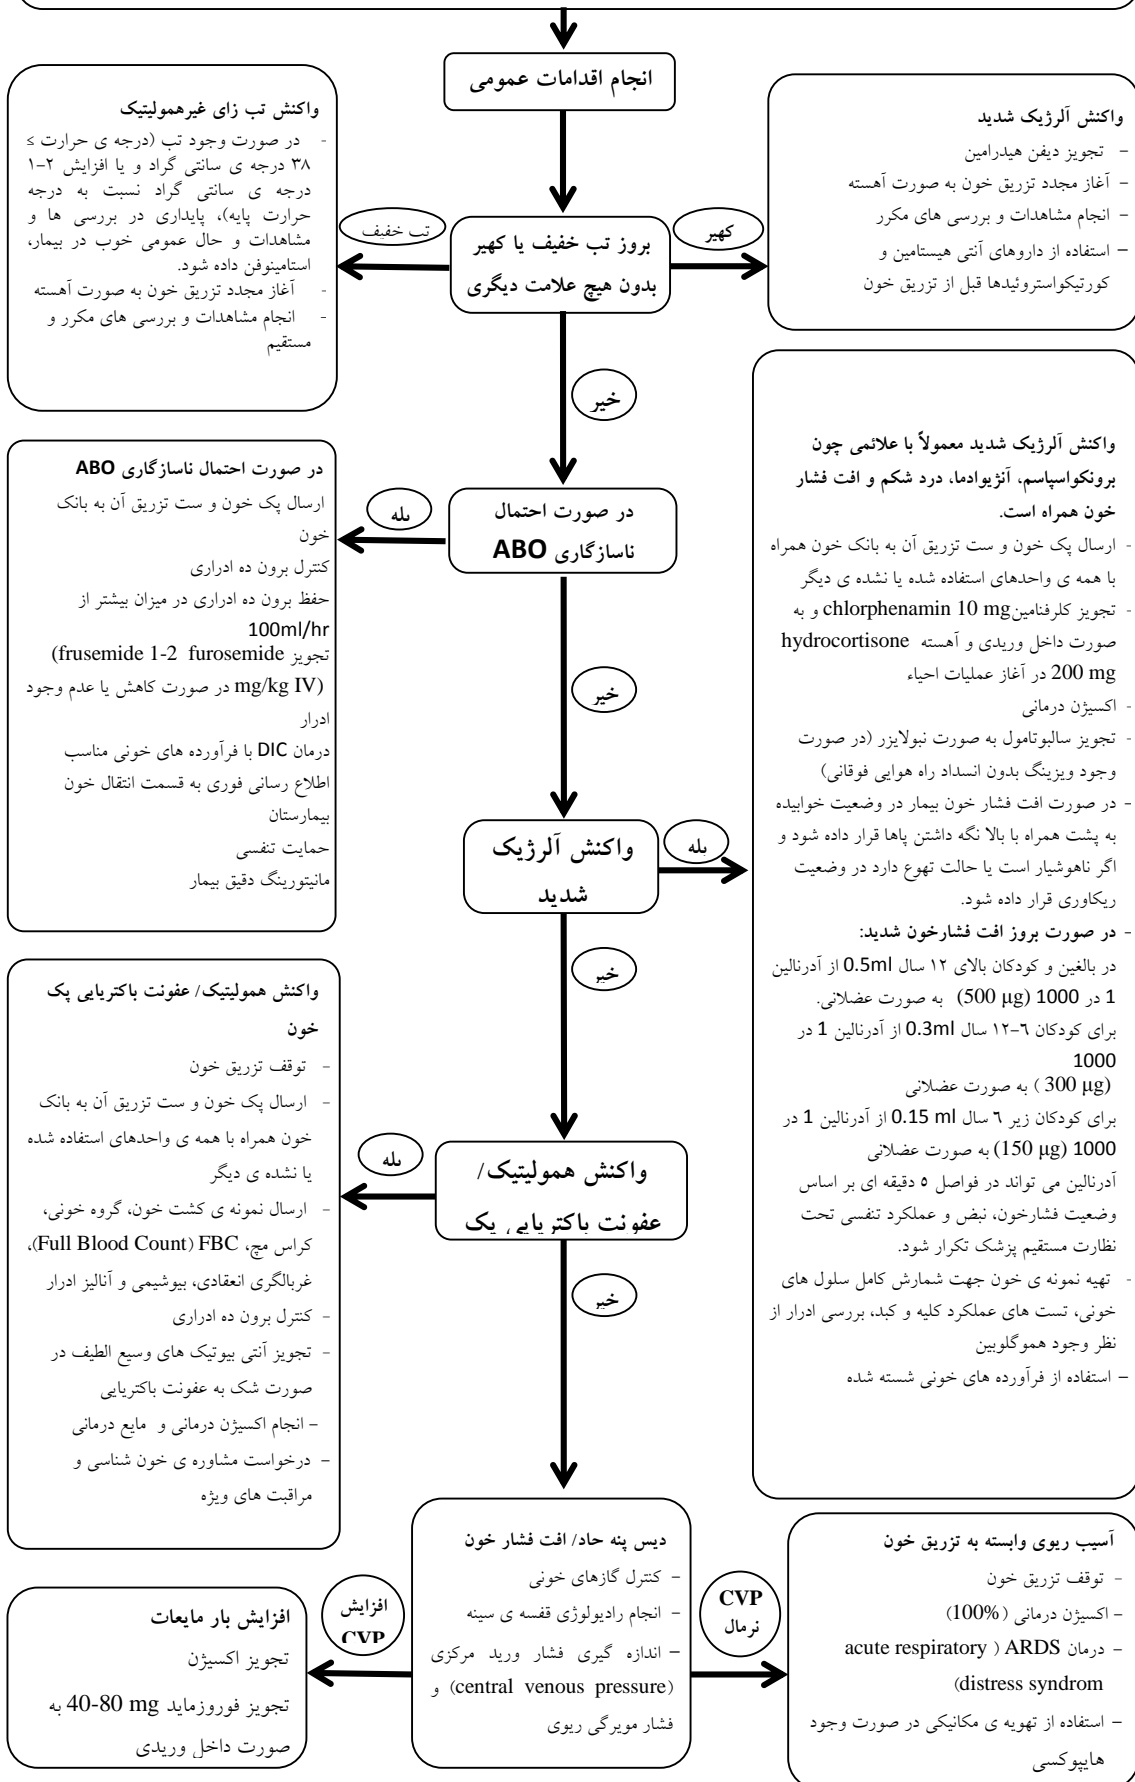 انجام اقدامات عمومی
واکنش آلرژیک شدید
– تجویز دیفن هیدرامین
– آغاز مجدد تزریق خون به صورت آهسته
– انجام مشاهدات و بررسی های مکرر
– استفاده از داروهای آنتی هیستامین و
کورتیکواستروئیدها قبل از تزریق خون
کهیر
بروز تب خفیف یا کهیر
بدون هیچ علامت دیگری
تب خفیف
واکنش تب زای غیرهمولیتیک
- در صورت وجود تب (درجه ی حرارت ≥
۳۸ درجه ی سانتی گراد و یا افزایش ۲-۱
درجه ی سانتی گراد نسبت به درجه
حرارت پایه)، پایداری در بررسی ها و
مشاهدات و حال عمومی خوب در بیمار،
استامینوفن داده شود.
- آغاز مجدد تزریق خون به صورت آهسته
- انجام مشاهدات و بررسی های مکرر و
مستقیم
خیر
در صورت احتمال
ناسازگاری ABO
بله
در صورت احتمال ناسازگاری ABO
ارسال پک خون و ست تزریق آن به بانک
خون
کنترل برون ده ادراری
حفظ برون ده ادراری در میزان بیشتر از
100ml/hr
تجویز frusemide 1-2 furosemide)
(mg/kg IV در صورت کاهش یا عدم وجود
ادرار
درمان DIC با فرآورده های خونی مناسب
اطلاع رسانی فوری به قسمت انتقال خون
بیمارستان
حمایت تنفسی
مانیتورینگ دقیق بیمار
خیر
واکنش آلرژیک
شدید
بله
واکنش آلرژیک شدید معمولاً با علائمی چون
برونکواسپاسم، آنژیوادما، درد شکم و افت فشار
خون همراه است.
- ارسال پک خون و ست تزریق آن به بانک خون همراه
با همه ی واحدهای استفاده شده یا نشده ی دیگر
- تجویز کلرفنامین chlorphenamin 10 mg و به
صورت داخل وریدی و آهسته hydrocortisone
200 mg در آغاز عملیات احیاء
- اکسیژن درمانی
- تجویز سالبوتامول به صورت نبولایزر (در صورت
وجود ویزینگ بدون انسداد راه هوایی فوقانی)
- در صورت افت فشار خون بیمار در وضعیت خوابیده
به پشت همراه با بالا نگه داشتن پاها قرار داده شود و
اگر ناهوشیار است یا حالت تهوع دارد در وضعیت
ریکاوری قرار داده شود.
- در صورت بروز افت فشارخون شدید:
در بالغین و کودکان بالای ۱۲ سال 0.5ml از آدرنالین
1 در 1000 (500 µg) به صورت عضلانی.
برای کودکان ۶-۱۲ سال 0.3ml از آدرنالین 1 در
1000
(300 µg ) به صورت عضلانی
برای کودکان زیر ۶ سال 0.15 ml از آدرنالین 1 در
1000 (150 µg) به صورت عضلانی
آدرنالین می تواند در فواصل ۵ دقیقه ای بر اساس
وضعیت فشارخون، نبض و عملکرد تنفسی تحت
نظارت مستقیم پزشک تکرار شود.
- تهیه نمونه ی خون جهت شمارش کامل سلول های
خونی، تست های عملکرد کلیه و کبد، بررسی ادرار از
نظر وجود هموگلوبین
– استفاده از فرآورده های خونی شسته شده
خیر
واکنش همولیتیک/
عفونت باکتریایی پک
بله
واکنش همولیتیک/ عفونت باکتریایی پک
خون
– توقف تزریق خون
– ارسال پک خون و ست تزریق آن به بانک
خون همراه با همه ی واحدهای استفاده شده
یا نشده ی دیگر
– ارسال نمونه ی کشت خون، گروه خونی،
کراس مچ، FBC (Full Blood Count)،
غربالگری انعقادی، بیوشیمی و آنالیز ادرار
– کنترل برون ده ادراری
– تجویز آنتی بیوتیک های وسیع الطیف در
صورت شک به عفونت باکتریایی
– انجام اکسیژن درمانی و مایع درمانی
– درخواست مشاوره ی خون شناسی و
مراقبت های ویژه
خیر
دیس پنه حاد/ افت فشار خون
– کنترل گازهای خونی
– انجام رادیولوژی قفسه ی سینه
– اندازه گیری فشار ورید مرکزی
(central venous pressure) و
فشار مویرگی ریوی
CVP
نرمال
آسیب ریوی وابسته به تزریق خون
– توقف تزریق خون
– اکسیژن درمانی (100%)
– درمان ARDS ( acute respiratory
distress syndrom)
– استفاده از تهویه ی مکانیکی در صورت وجود
هایپوکسی
افزایش
CVP
افزایش بار مایعات
تجویز اکسیژن
تجویز فوروزماید 40-80 mg به
صورت داخل وریدی